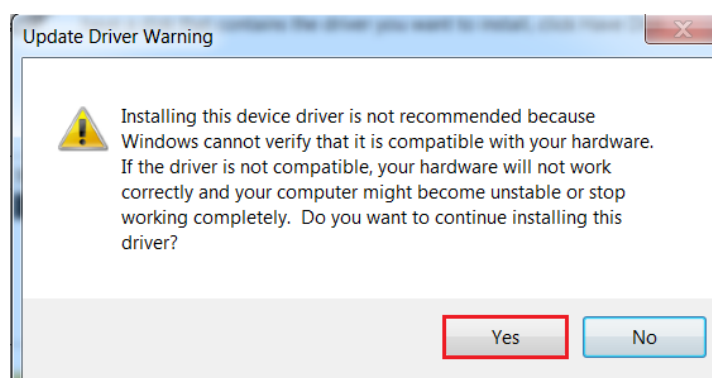 Update Driver Warning
Installing this device driver is not recommended because
Windows cannot verify that it is compatible with your hardware.
If the driver is not compatible, your hardware will not work
correctly and your computer might become unstable or stop
working completely.  Do you want to continue installing this
driver?
Yes
No